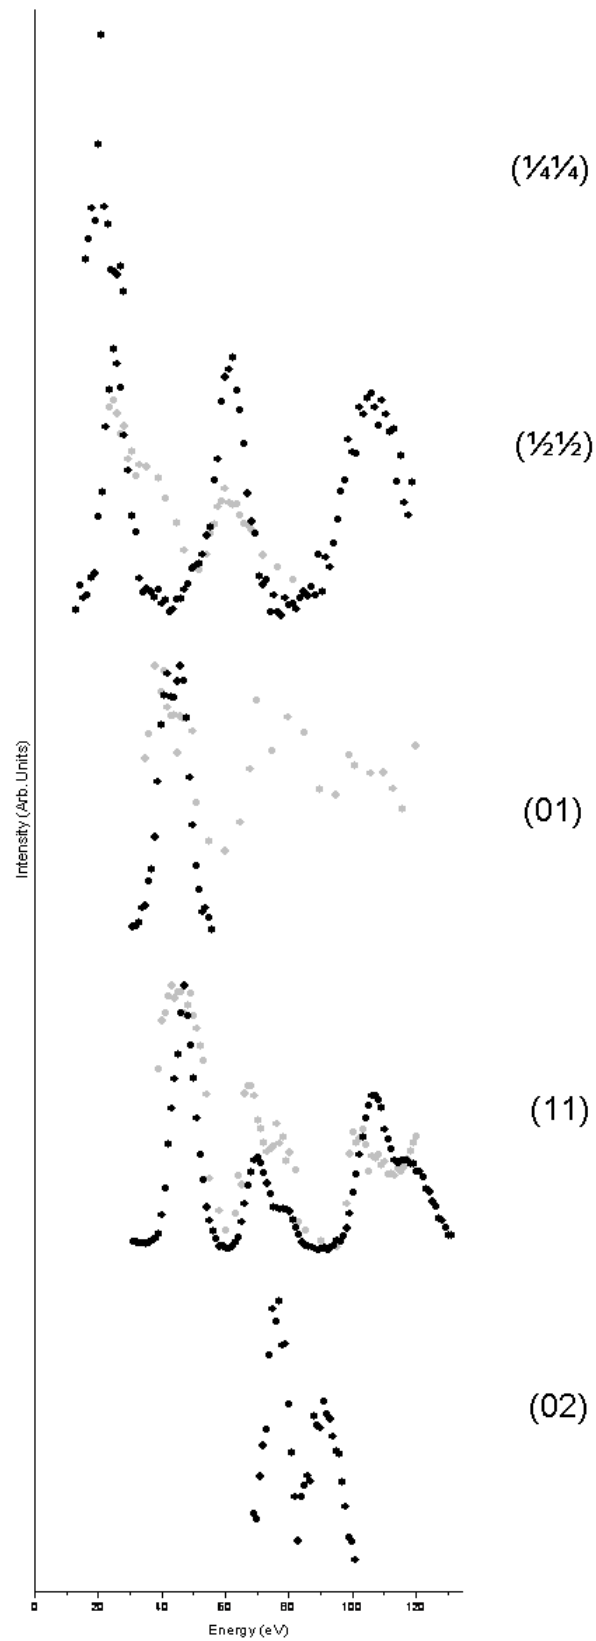 (¼¼)
(½½)
(01)
Intensity (Arb. Units)
(11)
(02)
0 20 40 60 80 100 120
Energy (eV)